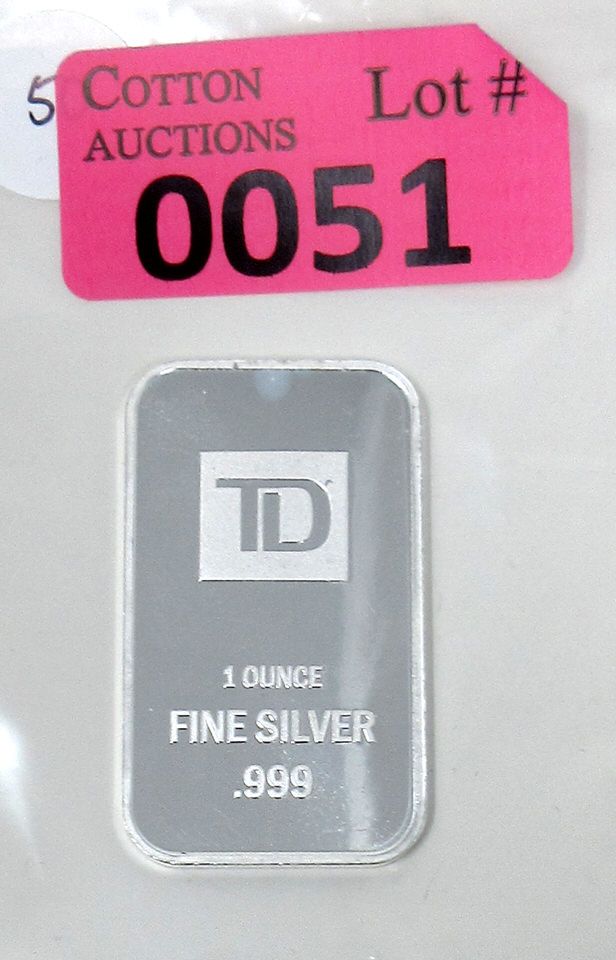 5
COTTON Lot #
AUCTIONS
0051
TD
1 OUNCE
FINE SILVER
.999